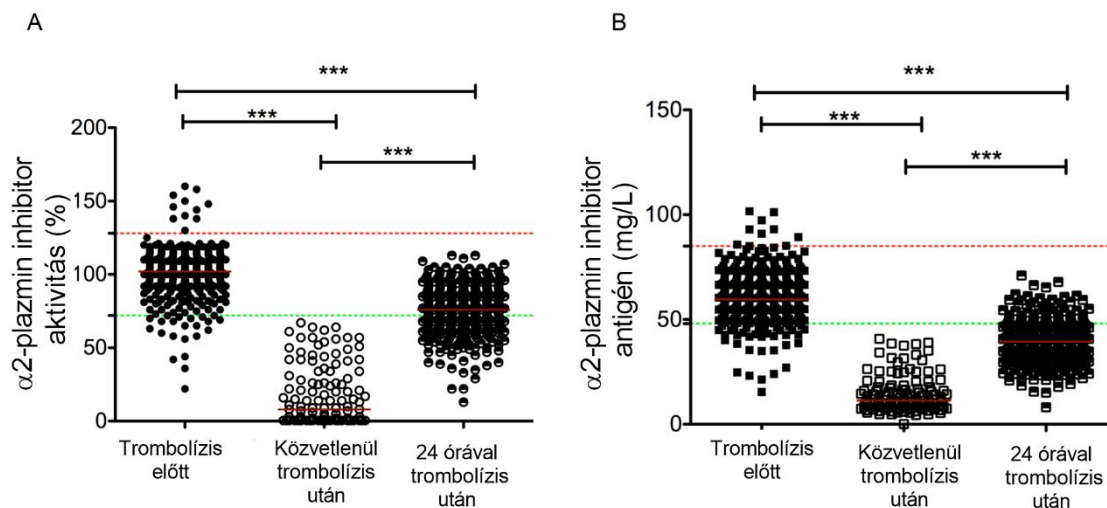 A
***
***
***
200
150
100
50
0
α2-plazmin inhibitor
aktivitás (%)
Trombolízis
előtt
Közvetlenül
trombolízis
után
24 órával
trombolízis
után
B
***
***
***
150
100
50
0
α2-plazmin inhibitor
antigén (mg/L)
Trombolízis
előtt
Közvetlenül
trombolízis
után
24 órával
trombolízis
után